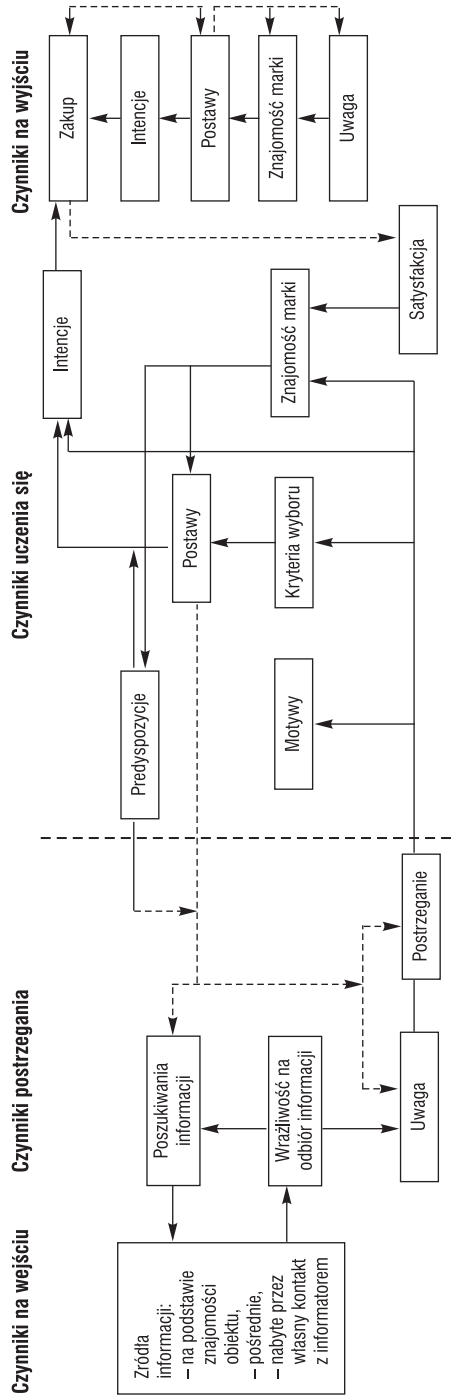 Czynniki na wejściu
Czynniki postrzegania
Czynniki uczenia się
Czynniki na wyjściu
Źródła
informacji:
– na podstawie
znajomości
obiektu,
– pośrednie,
– nabyte przez
własny kontakt
z informatorem
Poszukiwania
informacji
Wrażliwość na
odbiór informacji
Uwaga
Postrzeganie
Predyspozycje
Motywy
Postawy
Kryteria wyboru
Intencje
Znajomość marki
Satysfakcja
Zakup
Intencje
Postawy
Znajomość marki
Uwaga